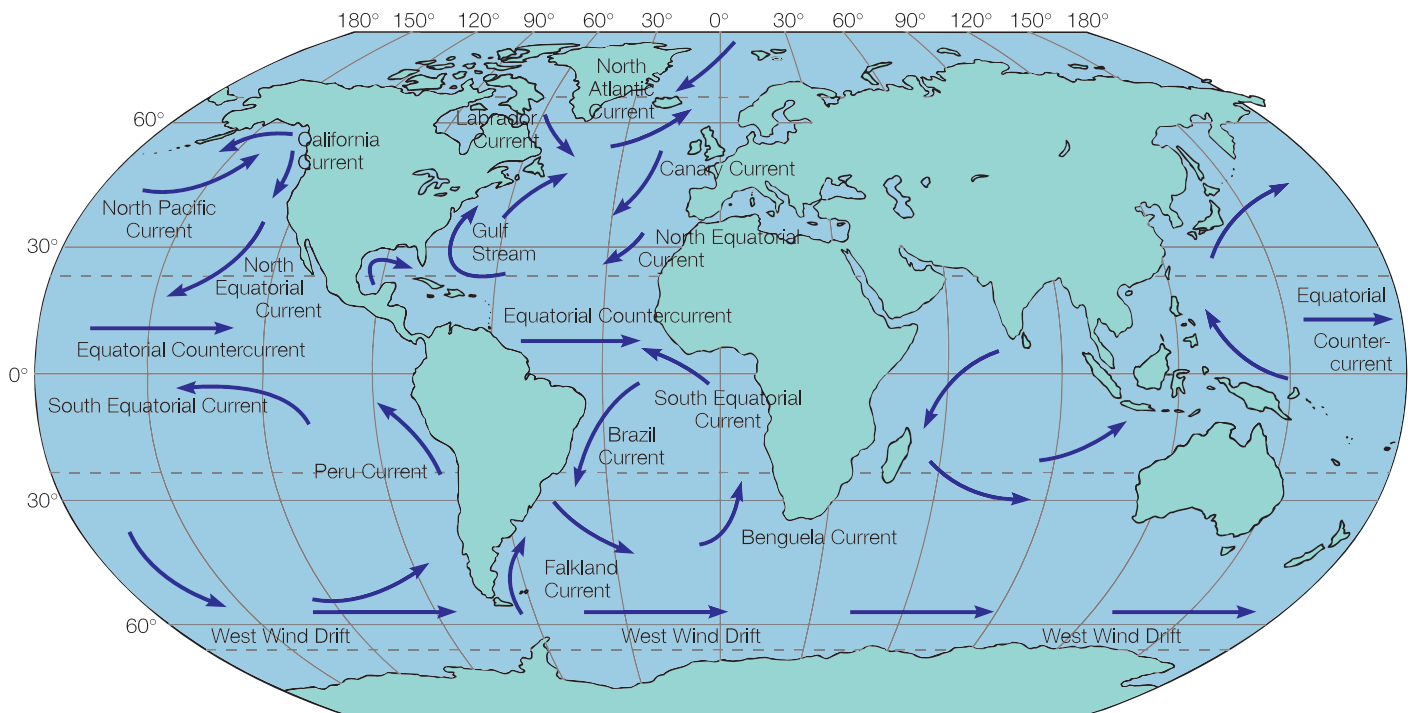 180° 150° 120° 90° 60° 30° 0° 30° 60° 90° 120° 150° 180°
North
Atlantic
Current
60°
Labrador
Current
California
Current
Canary Current
North Pacific
Current
Gulf
Stream
North Equatorial
Current
30°
North
Equatorial
Current
Equatorial
Counter-
current
Equatorial Countercurrent
Equatorial Countercurrent
0°
South Equatorial Current
South Equatorial
Current
Brazil
Current
Peru Current
30°
Benguela Current
Falkland
Current
60°
West Wind Drift
West Wind Drift
West Wind Drift